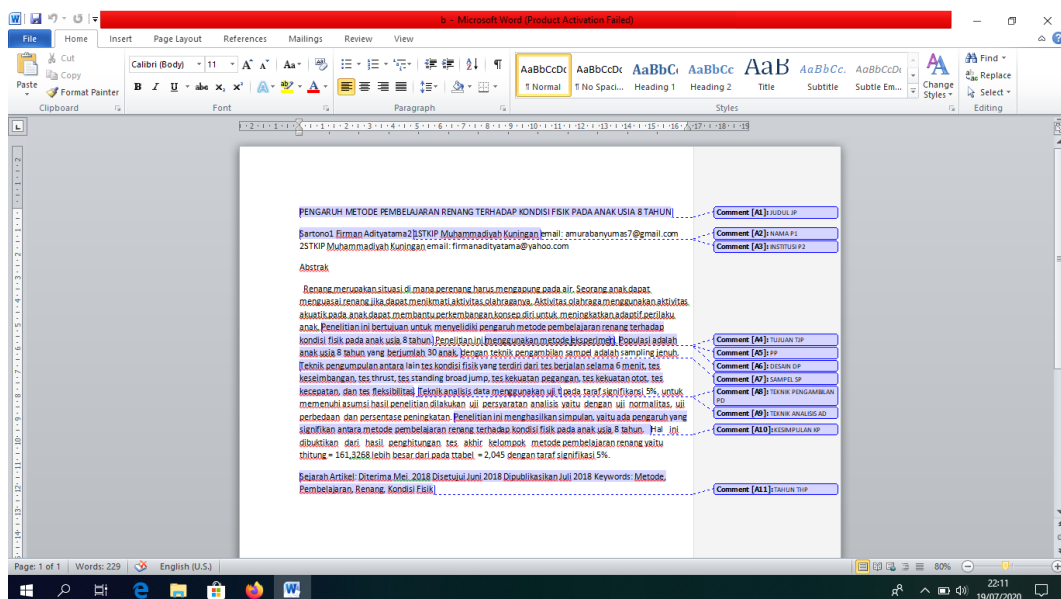 b - Microsoft Word (Product Activation Failed)
File Home Insert Page Layout References Mailings Review View
Paste
Cut
Copy
Format Painter
Clipboard
Calibri (Body) 11
Font
Paragraph
AaBbCcDc AaBbCcDc AaBbC AaBbCc AaB AaBbCc. AaBbCcDc
¶ Normal ¶ No Spaci... Heading 1 Heading 2 Title Subtitle Subtle Em...
Change Styles
Styles
Find
Replace
Select
Editing
PENGARUH METODE PEMBELAJARAN RENANG TERHADAP KONDISI FISIK PADA ANAK USIA 8 TAHUN
Sartono1 Firman Adityatama2 1STKIP Muhammadiyah Kuningan email: amurabanyumas7@gmail.com
2STKIP Muhammadiyah Kuningan email: firmanadityatama@yahoo.com
Abstrak
Renang merupakan situasi di mana perenang harus mengapung pada air. Seorang anak dapat
menguasai renang jika dapat menikmati aktivitas olahraganya. Aktivitas olahraga menggunakan aktivitas
akuatik pada anak dapat membantu perkembangan konsep diri untuk meningkatkan adaptif perilaku
anak. Penelitian ini bertujuan untuk menyelidiki pengaruh metode pembelajaran renang terhadap
kondisi fisik pada anak usia 8 tahun. Penelitian ini menggunakan metode eksperimen. Populasi adalah
anak usia 8 tahun yang berjumlah 30 anak. dengan teknik pengambilan sampel adalah sampling jenuh.
Teknik pengumpulan antara lain tes kondisi fisik yang terdiri dari tes berjalan selama 6 menit, tes
keseimbangan, tes thrust, tes standing broad jump, tes kekuatan pegangan, tes kekuatan otot, tes
kecepatan, dan tes fleksibilitas. Teknik analisis data menggunakan uji t pada taraf signifikansi 5%, untuk
memenuhi asumsi hasil penelitian dilakukan uji persyaratan analisis yaitu dengan uji normalitas, uji
perbedaan dan persentase peningkatan. Penelitian ini menghasilkan simpulan, yaitu ada pengaruh yang
signifikan antara metode pembelajaran renang terhadap kondisi fisik pada anak usia 8 tahun. Hal ini
dibuktikan dari hasil penghitungan tes akhir kelompok metode pembelajaran renang yaitu
thitung = 161,3268 lebih besar dari pada ttabel = 2,045 dengan taraf signifikasi 5%.
Sejarah Artikel: Diterima Mei 2018 Disetujui Juni 2018 Dipublikasikan Juli 2018 Keywords: Metode,
Pembelajaran, Renang, Kondisi Fisik
Comment [A1]: JUDUL JP
Comment [A2]: NAMA P1
Comment [A3]: INSTITUSI P2
Comment [A4]: TUJUAN TJP
Comment [A5]: PP
Comment [A6]: DESAIN DP
Comment [A7]: SAMPEL SP
Comment [A8]: TEKNIK PENGAMBILAN
PD
Comment [A9]: TEKNIK ANALISIS AD
Comment [A10]: KESIMPULAN KP
Comment [A11]: TAHUN THP
Page: 1 of 1 Words: 229 English (U.S.) 80%
22:11
19/07/2020